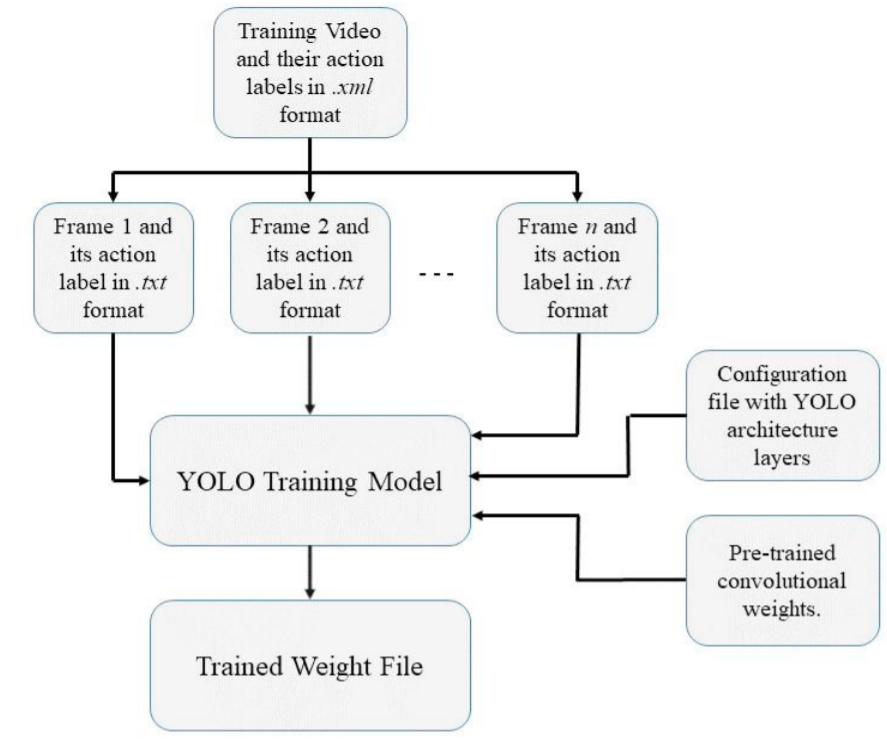 Training Video
and their action
labels in .xml
format
Frame 1 and
its action
label in .txt
format
Frame 2 and
its action
label in .txt
format
- - -
Frame n and
its action
label in .txt
format
Configuration
file with YOLO
architecture
layers
YOLO Training Model
Pre-trained
convolutional
weights.
Trained Weight File